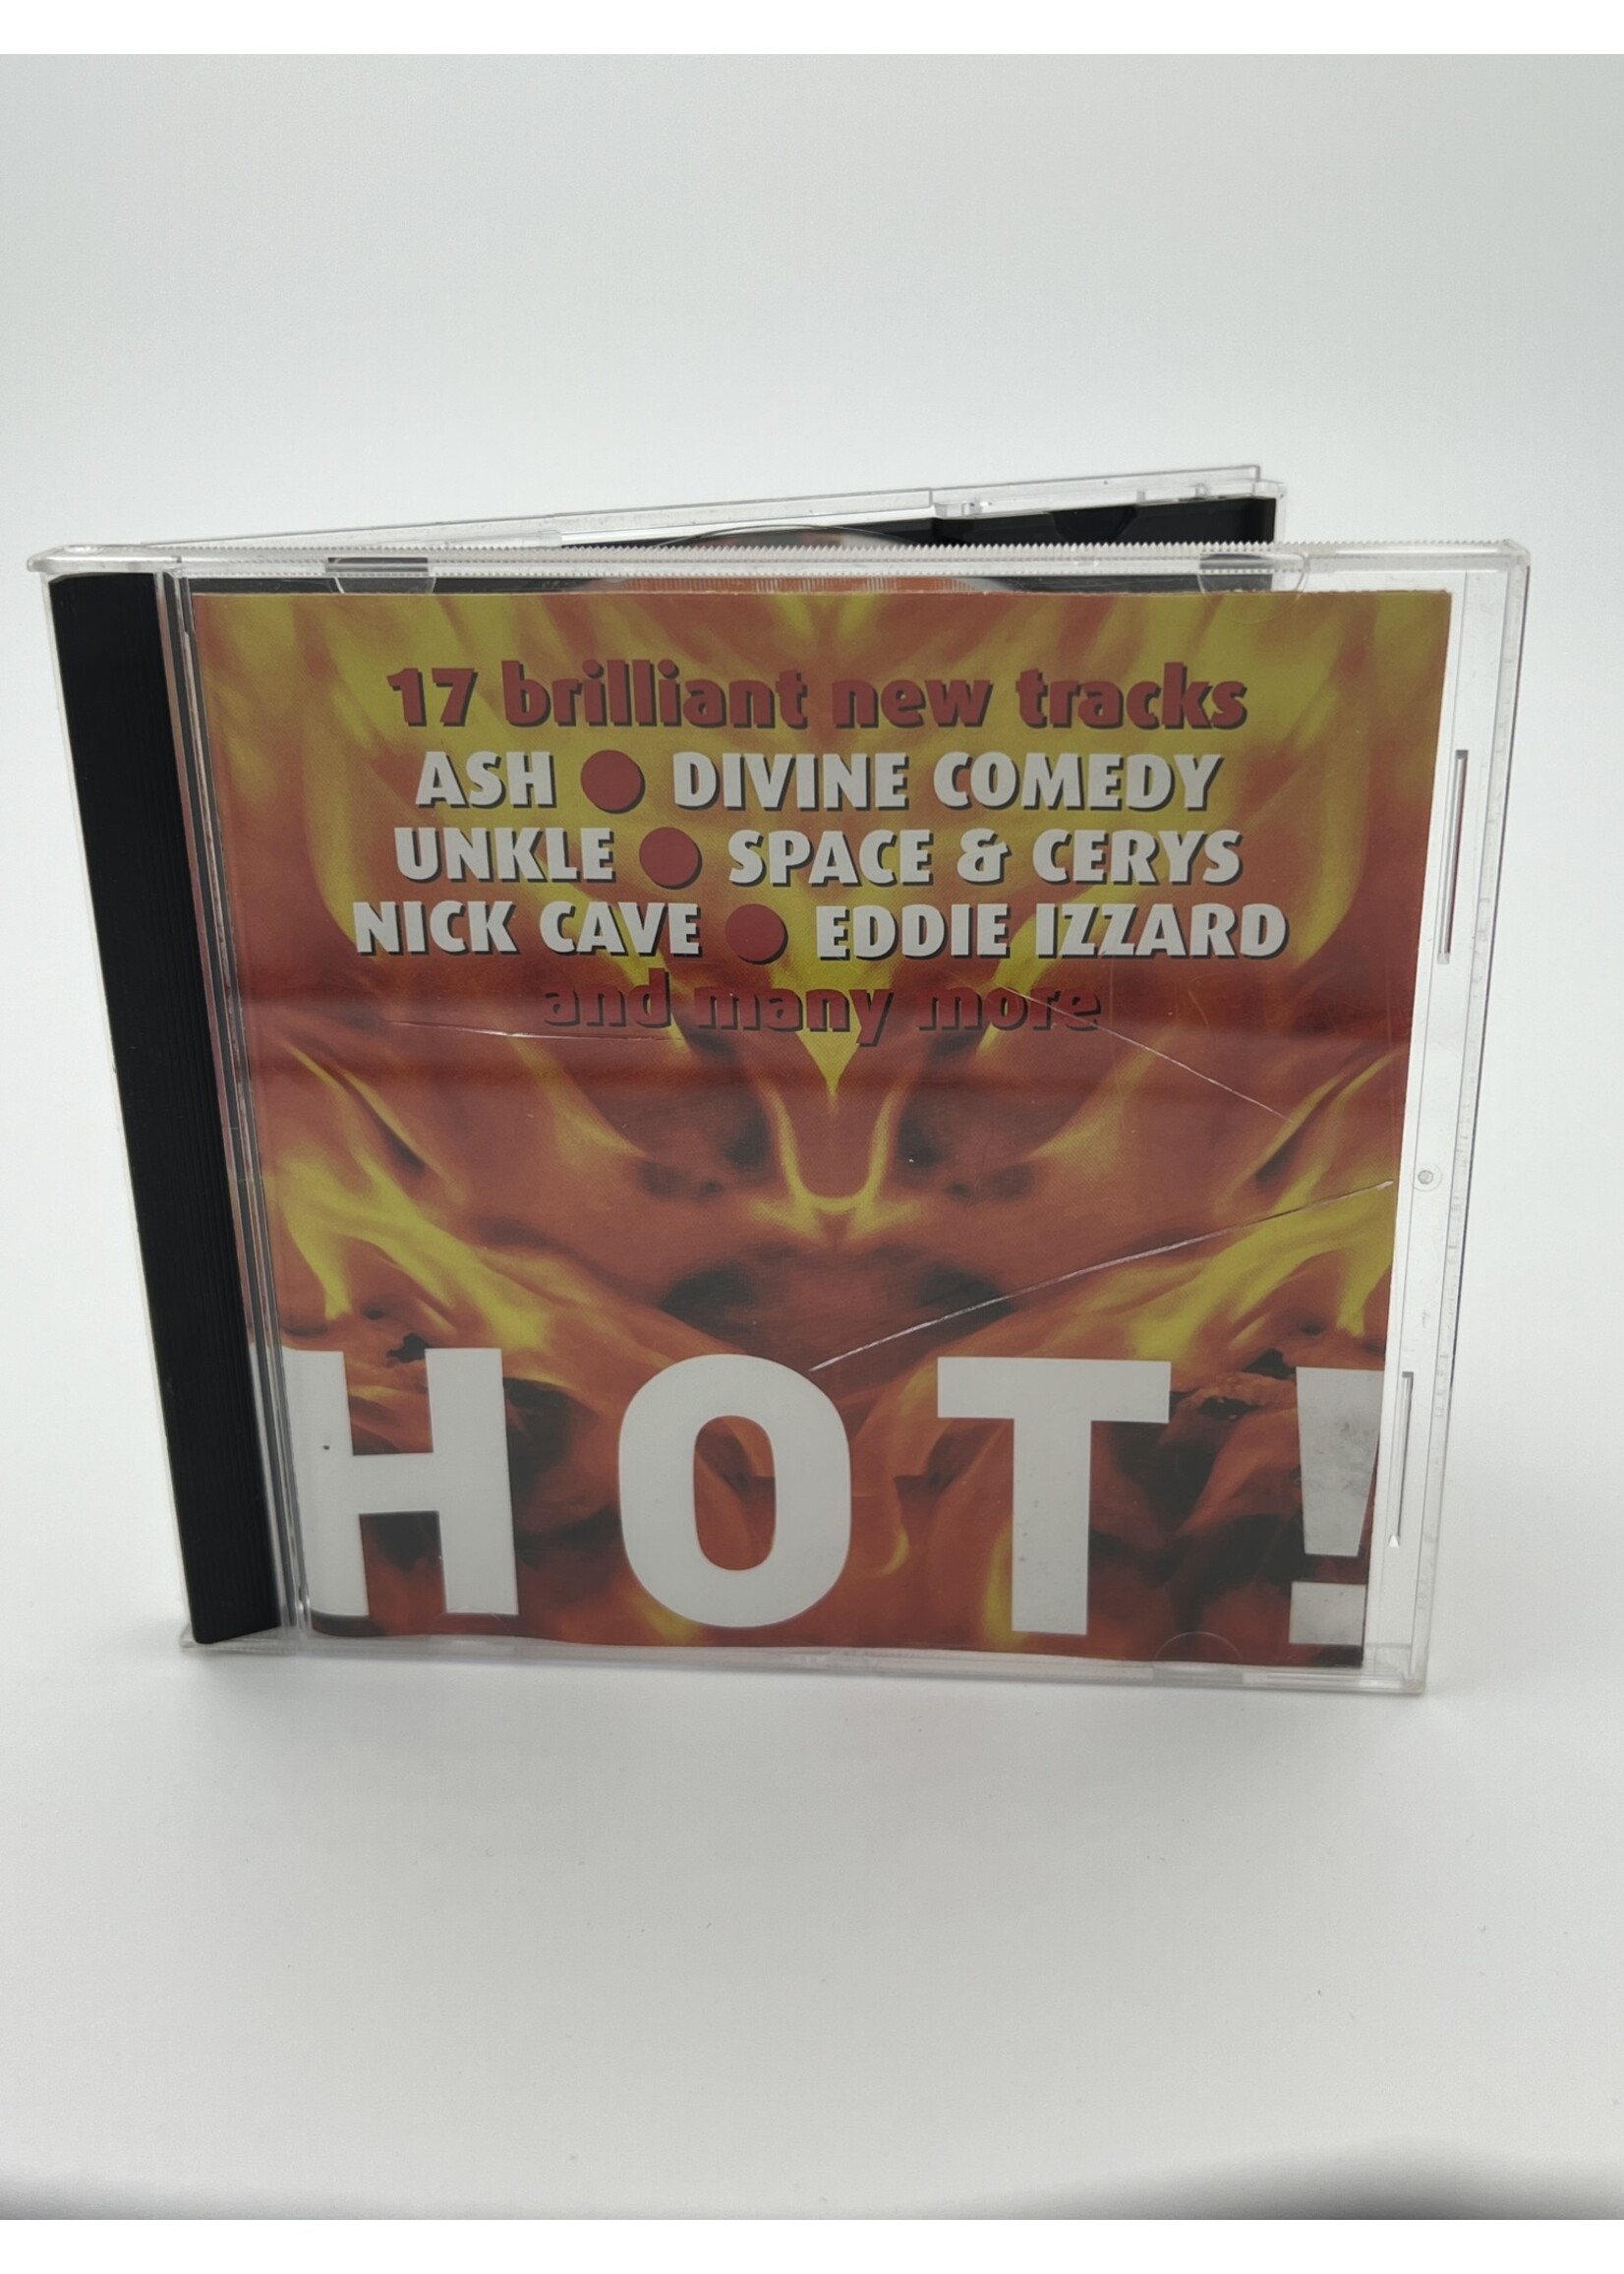 17 brilliant new tracks
ASH ● DIVINE COMEDY
UNKLE ● SPACE & CERYS
NICK CAVE ● EDDIE IZZARD
and many more
HOT!